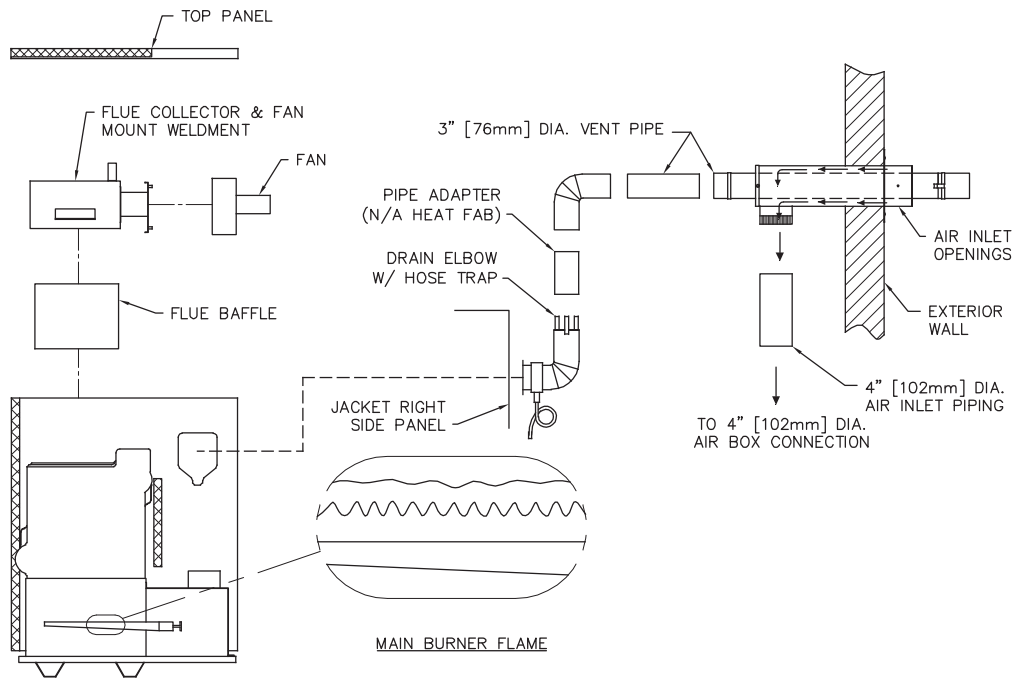 TOP PANEL
FLUE COLLECTOR & FAN
MOUNT WELDMENT
FAN
3" [76mm] DIA. VENT PIPE
PIPE ADAPTER
(N/A HEAT FAB)
DRAIN ELBOW
W/ HOSE TRAP
AIR INLET
OPENINGS
FLUE BAFFLE
EXTERIOR
WALL
JACKET RIGHT
SIDE PANEL
4" [102mm] DIA.
AIR INLET PIPING
TO 4" [102mm] DIA.
AIR BOX CONNECTION
MAIN BURNER FLAME